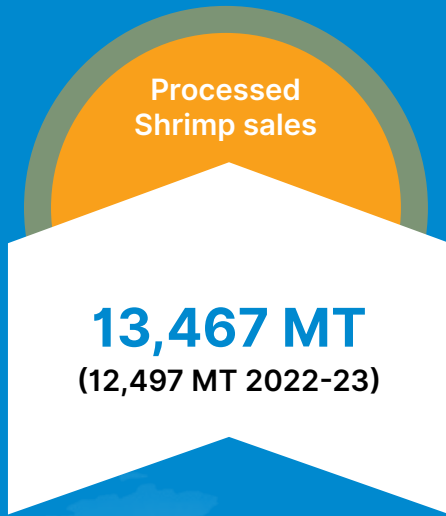 Processed
Shrimp sales
13,467 MT
(12,497 MT 2022-23)